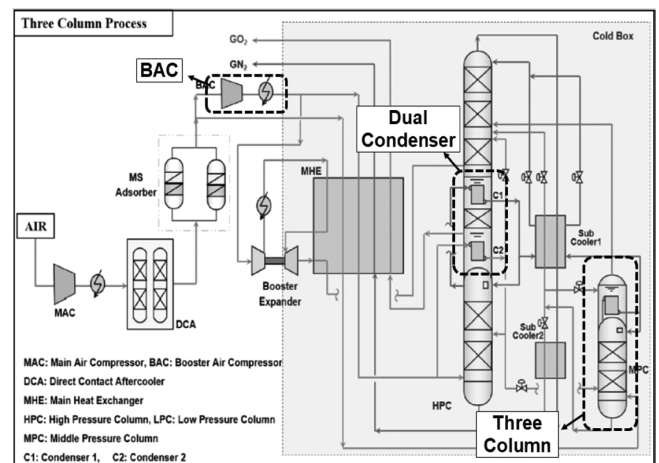 Three Column Process
GO2
GN2
Cold Box
BAC
BAC
Dual
Condenser
MS
Adsorber
MHE
C1
AIR
C2
Sub
Cooler1
MAC
DCA
Booster
Expander
Sub
Cooler2
MPC
HPC
Three
Column
MAC: Main Air Compressor, BAC: Booster Air Compressor
DCA: Direct Contact Aftercooler
MHE: Main Heat Exchanger
HPC: High Pressure Column, LPC: Low Pressure Column
MPC: Middle Pressure Column
C1: Condenser 1, C2: Condenser 2